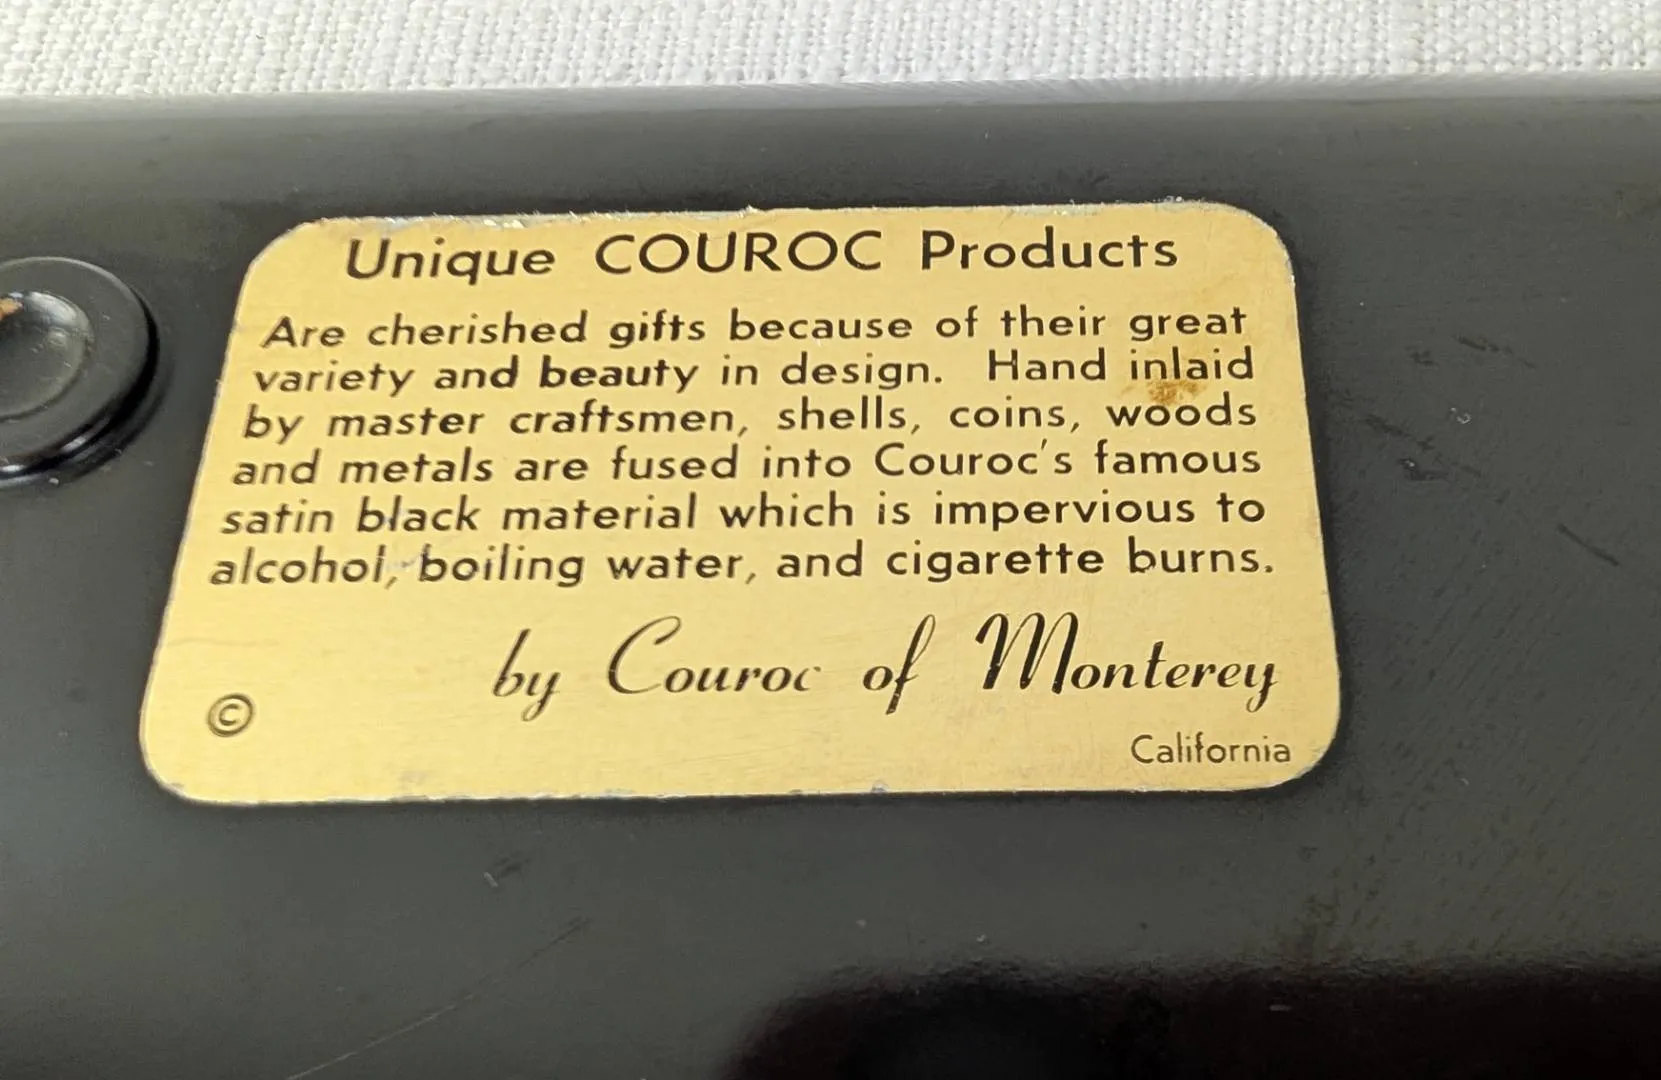 Unique COUROC Products
Are cherished gifts because of their great
variety and beauty in design. Hand inlaid
by master craftsmen, shells, coins, woods
and metals are fused into Couroc's famous
satin black material which is impervious to
alcohol, boiling water, and cigarette burns.
by Couroc of Monterey
©
California